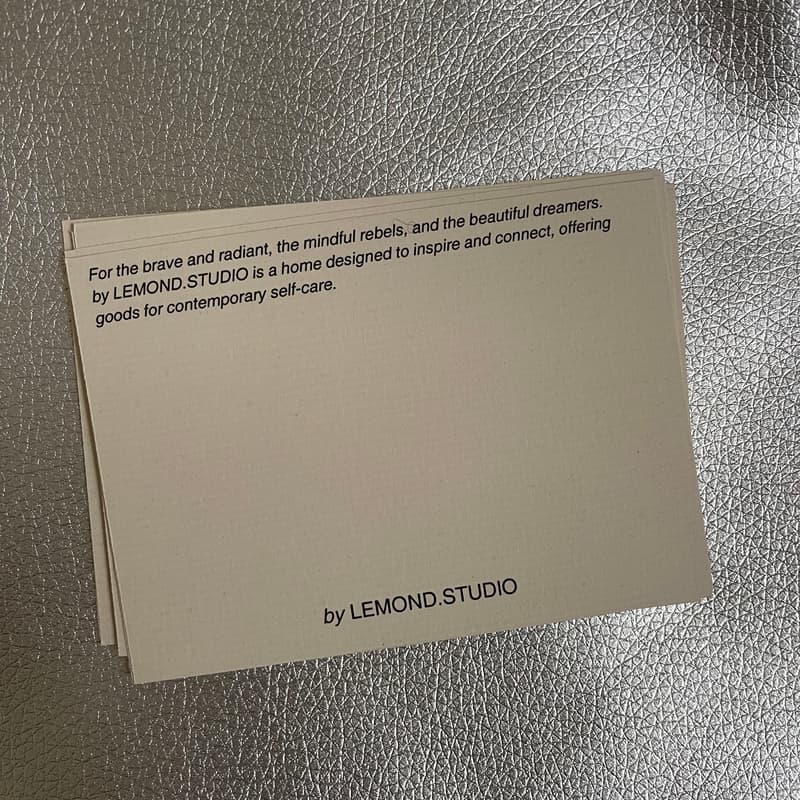 For the brave and radiant, the mindful rebels, and the beautiful dreamers.
by LEMOND.STUDIO is a home designed to inspire and connect, offering
goods for contemporary self-care.
by LEMOND.STUDIO